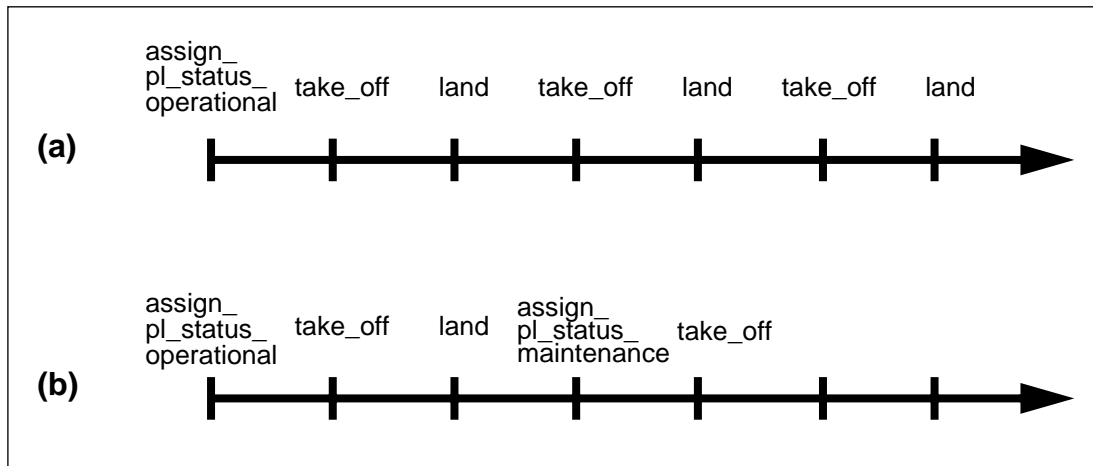 assign_
pl_status_
operational
take_off
land
take_off
land
take_off
land
(a)
assign_
pl_status_
operational
take_off
land
assign_
pl_status_
maintenance
take_off
(b)